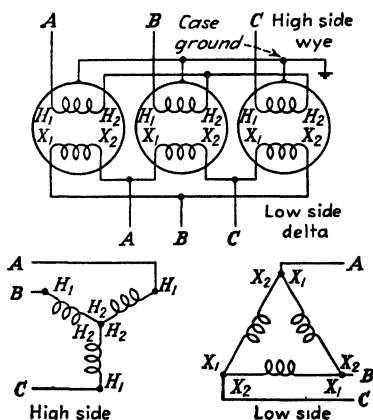 A B C High side
Case wye
ground
H1 H2 H1 H2 H1 H2
X1 X2 X1 X2 X1 X2
Low side
A B C delta
A
H1 H1
B
H2
H2 H2
C H1
High side
A
X2 X1
X1 X2 B
X2 X1 C
Low side